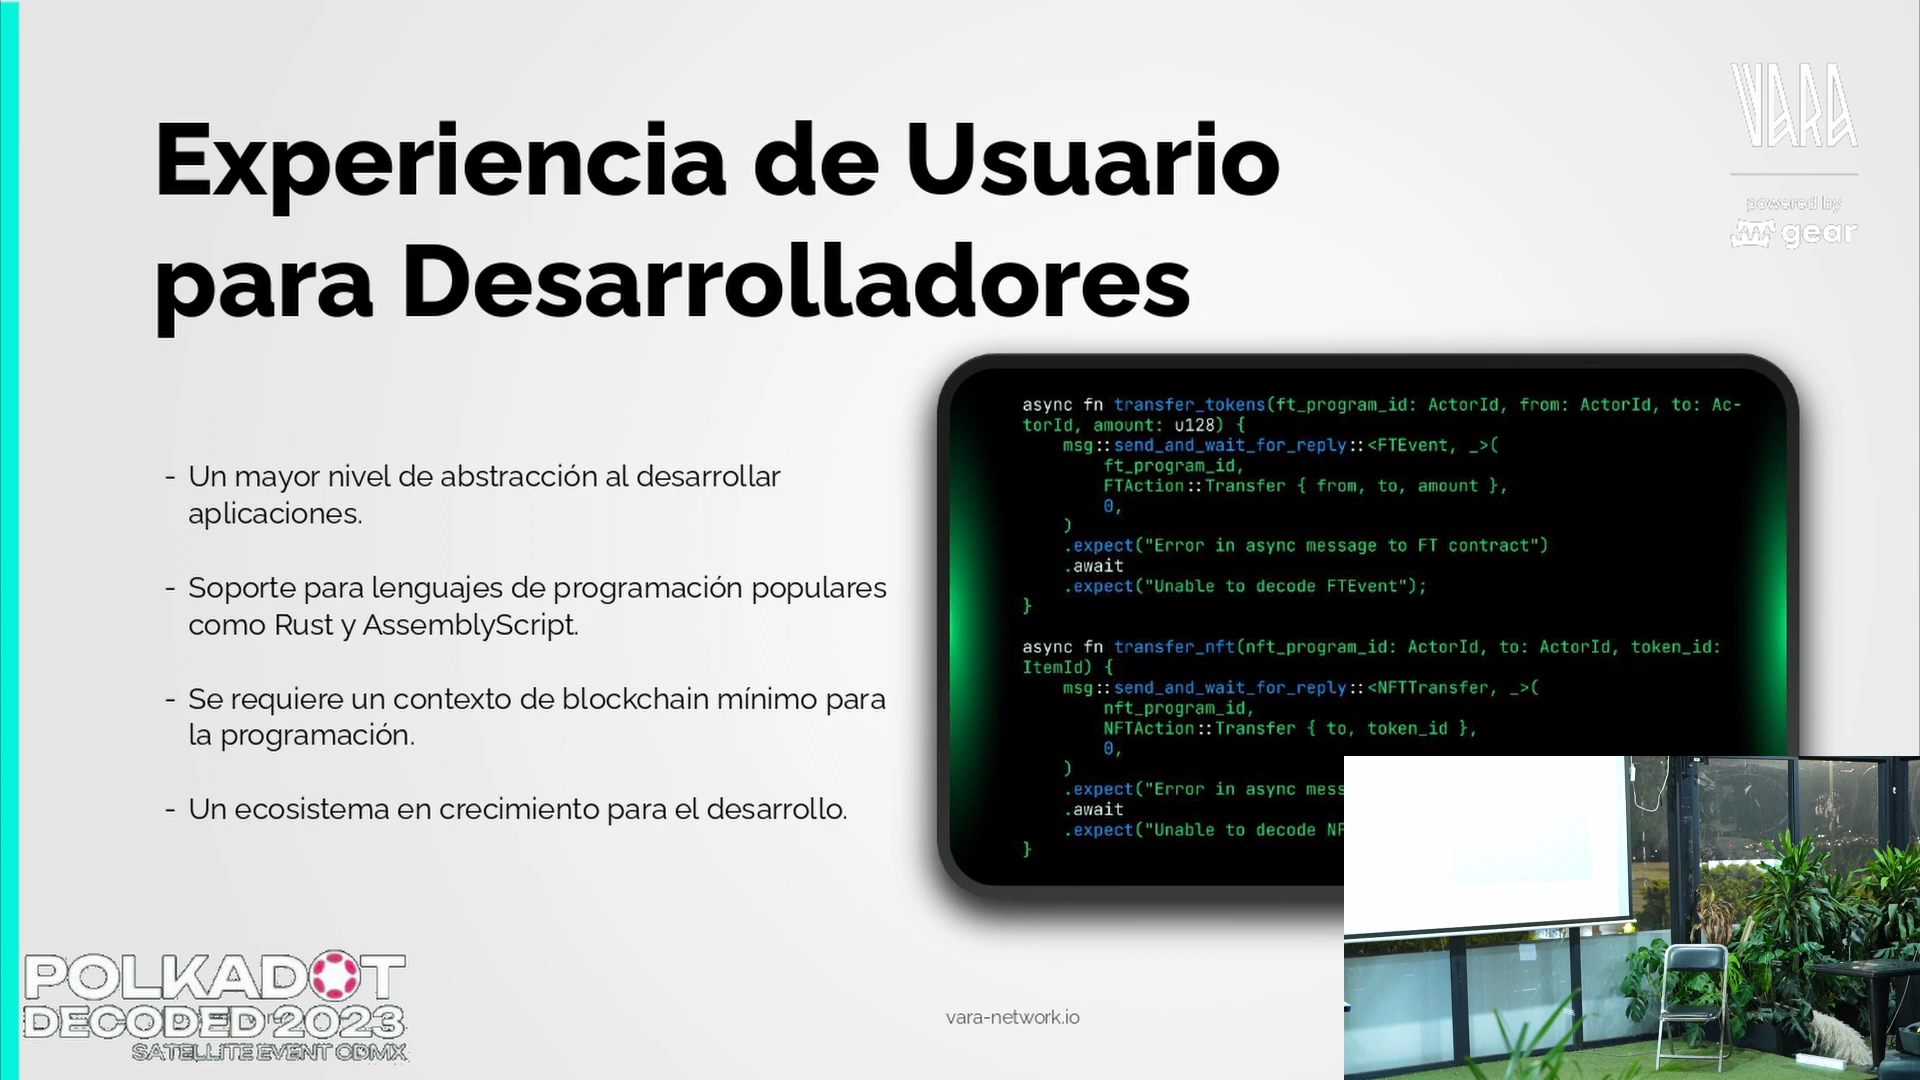 Experiencia de Usuario
para Desarrolladores
VARA
powered by
gear
- Un mayor nivel de abstracción al desarrollar
aplicaciones.
- Soporte para lenguajes de programación populares
como Rust y AssemblyScript.
- Se requiere un contexto de blockchain mínimo para
la programación.
- Un ecosistema en crecimiento para el desarrollo.
async fn transfer_tokens(ft_program_id: ActorId, from: ActorId, to: Ac-
torId, amount: u128) {
msg::send_and_wait_for_reply::<FTEvent, _>(
ft_program_id,
FTAction::Transfer { from, to, amount },
0,
)
.expect("Error in async message to FT contract")
.await
.expect("Unable to decode FTEvent");
}
async fn transfer_nft(nft_program_id: ActorId, to: ActorId, token_id:
ItemId) {
msg::send_and_wait_for_reply::<NFTTransfer, _>(
nft_program_id,
NFTAction::Transfer { to, token_id },
0,
)
.expect("Error in async mess
.await
.expect("Unable to decode NF
}
POLKADOT
DECODED 2023
SATELLITE EVENT CDMX
vara-network.io